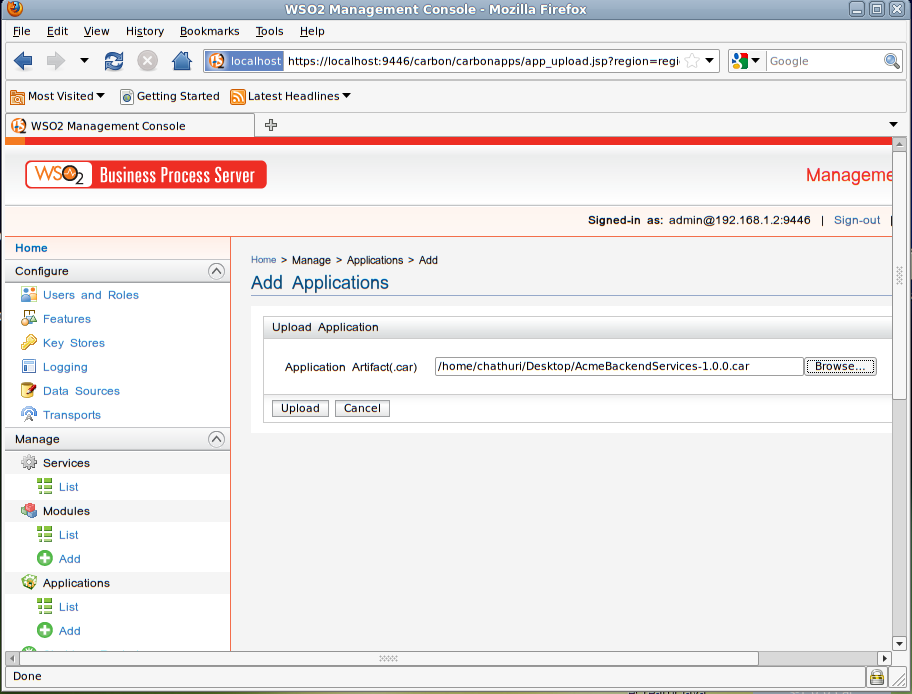 WSO2 Management Console - Mozilla Firefox
File Edit View History Bookmarks Tools Help
localhost https://localhost:9446/carbon/carbonapps/app_upload.jsp?region=regi Google
Most Visited Getting Started Latest Headlines
WSO2 Management Console
WSO2 Business Process Server
Manageme
Signed-in as: admin@192.168.1.2:9446 | Sign-out |
Home
Configure
Users and Roles
Features
Key Stores
Logging
Data Sources
Transports
Manage
Services
List
Modules
List
Add
Applications
List
Add
Home > Manage > Applications > Add
Add Applications
Upload Application
Application Artifact(.car) /home/chathuri/Desktop/AcmeBackendServices-1.0.0.car Browse...
Upload Cancel
Done